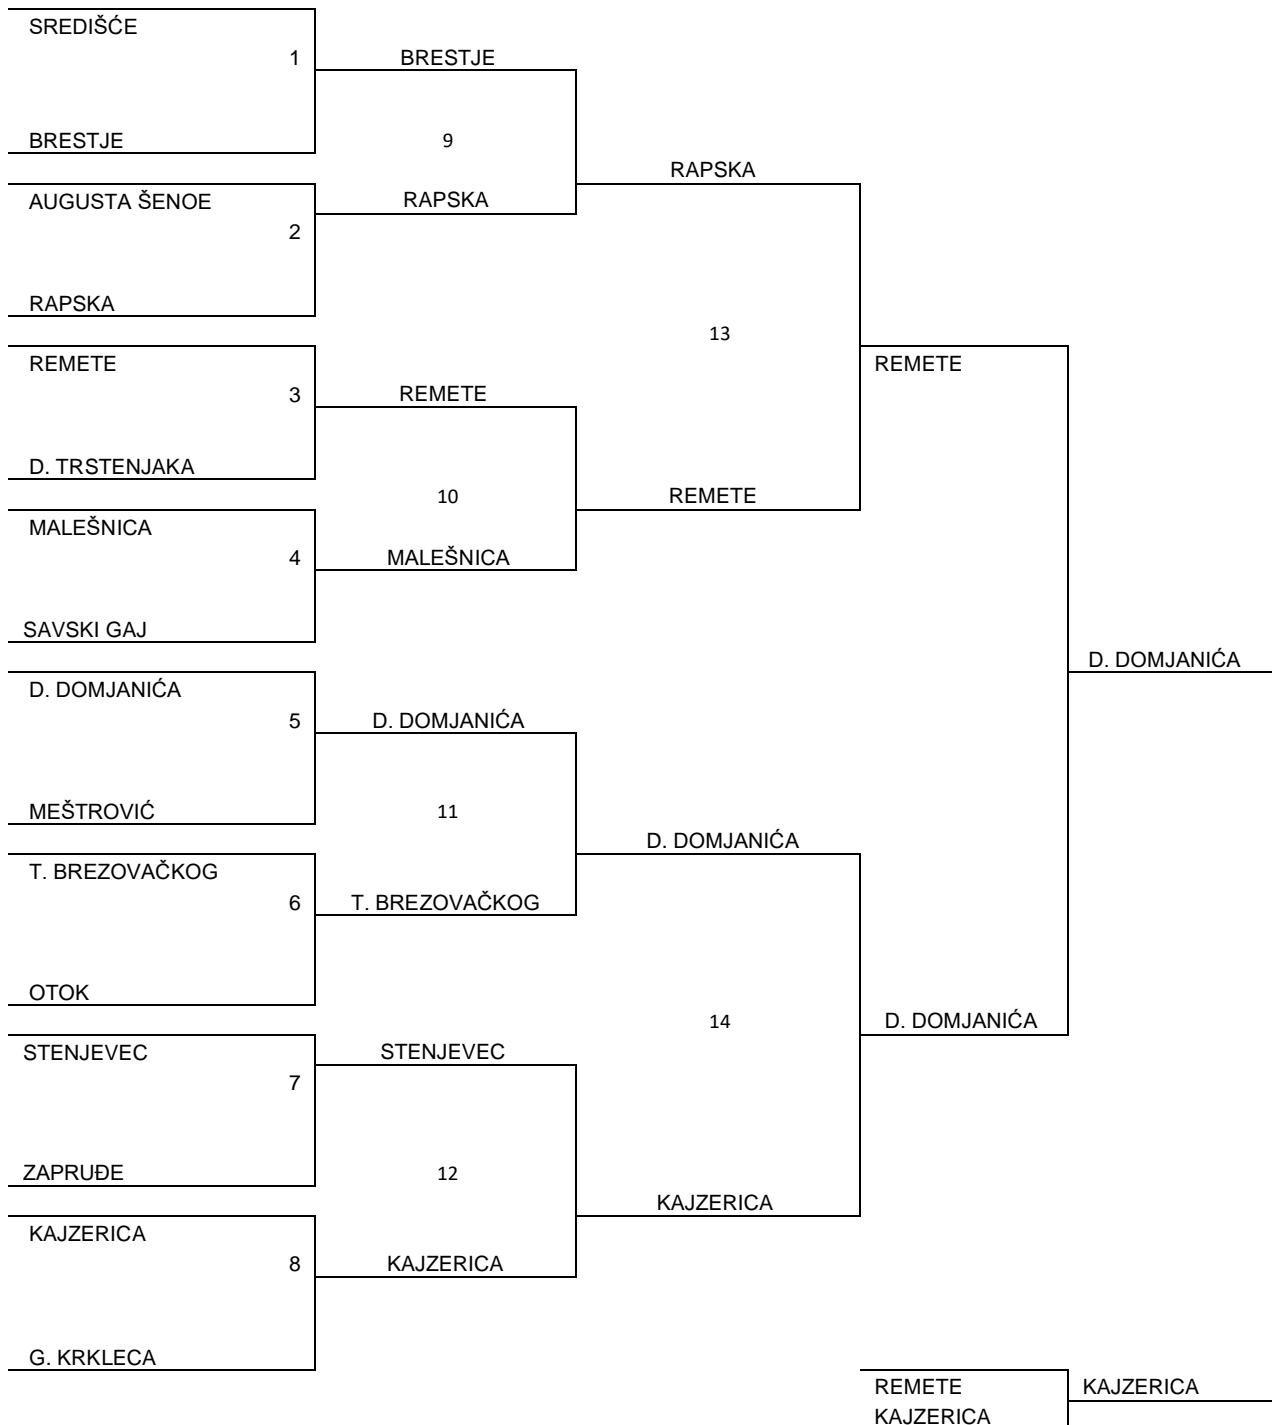 SREDIŠĆE
1
BRESTJE
BRESTJE
9
RAPSKA
AUGUSTA ŠENOE
RAPSKA
2
RAPSKA
13
REMETE
REMETE
3
REMETE
D. TRSTENJAKA
10
REMETE
MALEŠNICA
4
MALEŠNICA
SAVSKI GAJ
D. DOMJANIĆA
D. DOMJANIĆA
5
D. DOMJANIĆA
MEŠTROVIĆ
11
D. DOMJANIĆA
T. BREZOVAČKOG
6
T. BREZOVAČKOG
OTOK
14
D. DOMJANIĆA
STENJEVEC
STENJEVEC
7
ZAPRUĐE
12
KAJZERICA
KAJZERICA
8
KAJZERICA
G. KRKLECA
REMETE
KAJZERICA
KAJZERICA